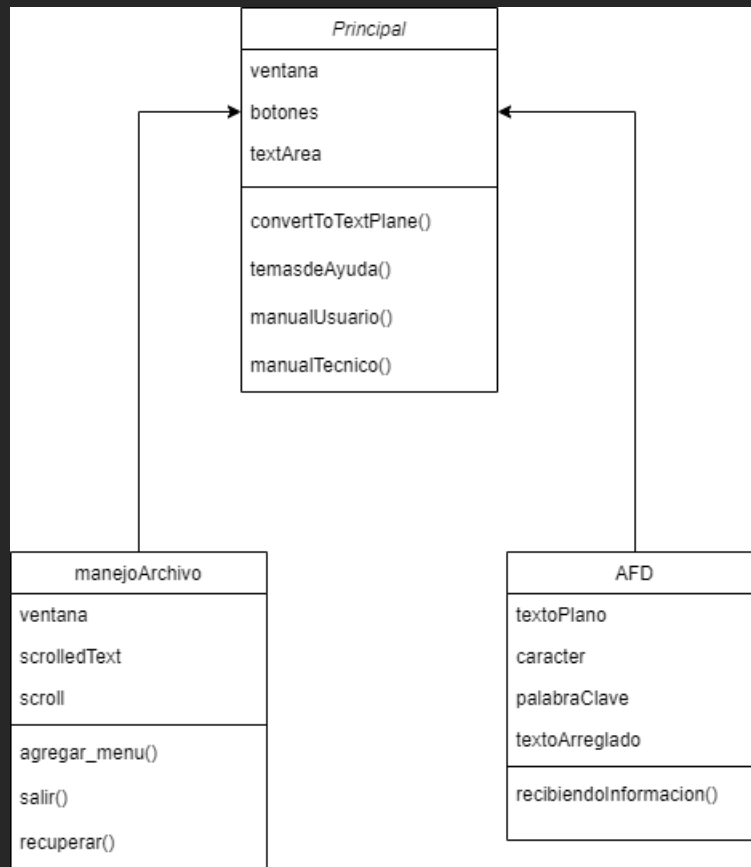 Principal
ventana
botones
textArea
convertToTextPlane()
temasdeAyuda()
manualUsuario()
manualTecnico()
manejoArchivo
ventana
scrolledText
scroll
agregar_menu()
salir()
recuperar()
AFD
textoPlano
caracter
palabraClave
textoArreglado
recibiendoInformacion()